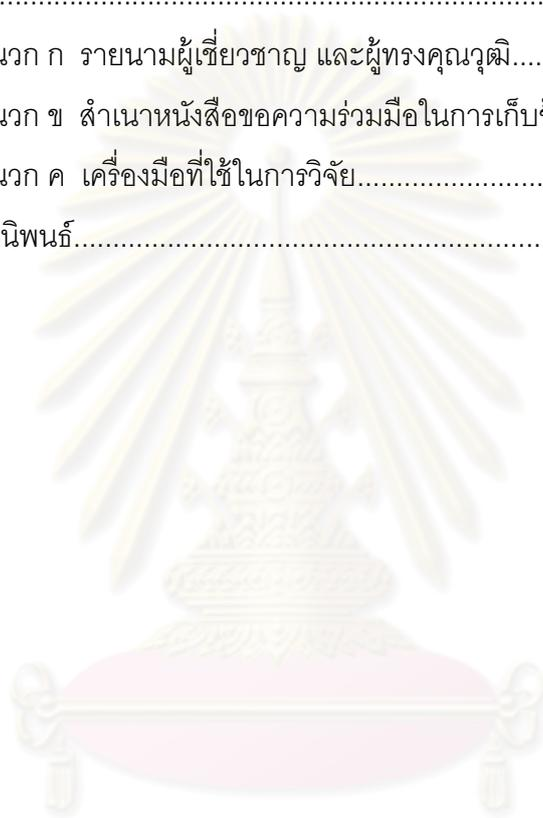 ................................................................
นวก ก รายนามผู้เชี่ยวชาญ และผู้ทรงคุณวุฒิ....
นวก ข สำเนาหนังสือขอความร่วมมือในการเก็บข้
นวก ค เครื่องมือที่ใช้ในการวิจัย........................
นิพนธ์............................................................